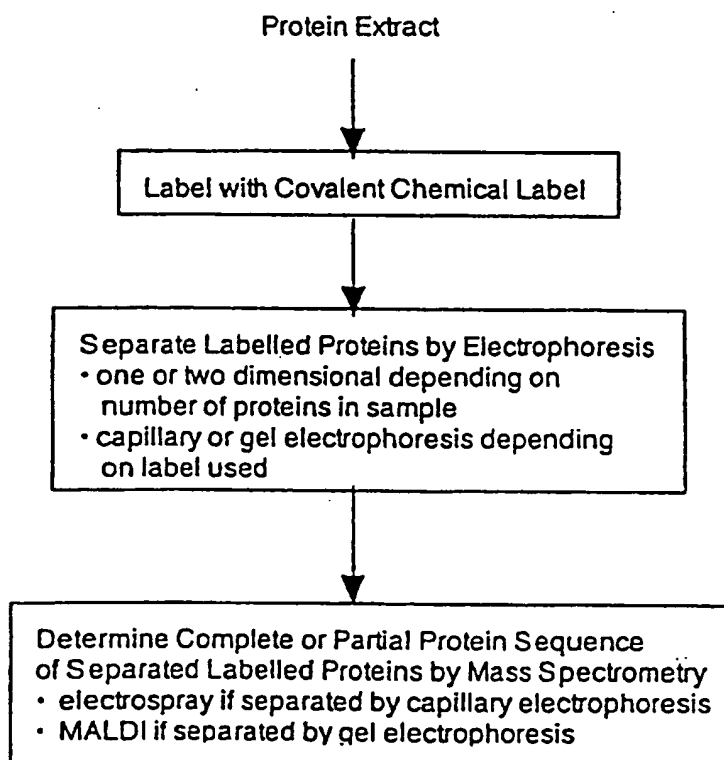 Protein Extract
Label with Covalent Chemical Label
Separate Labelled Proteins by Electrophoresis
• one or two dimensional depending on
number of proteins in sample
• capillary or gel electrophoresis depending
on label used
Determine Complete or Partial Protein Sequence
of Separated Labelled Proteins by Mass Spectrometry
• electrospray if separated by capillary electrophoresis
• MALDI if separated by gel electrophoresis